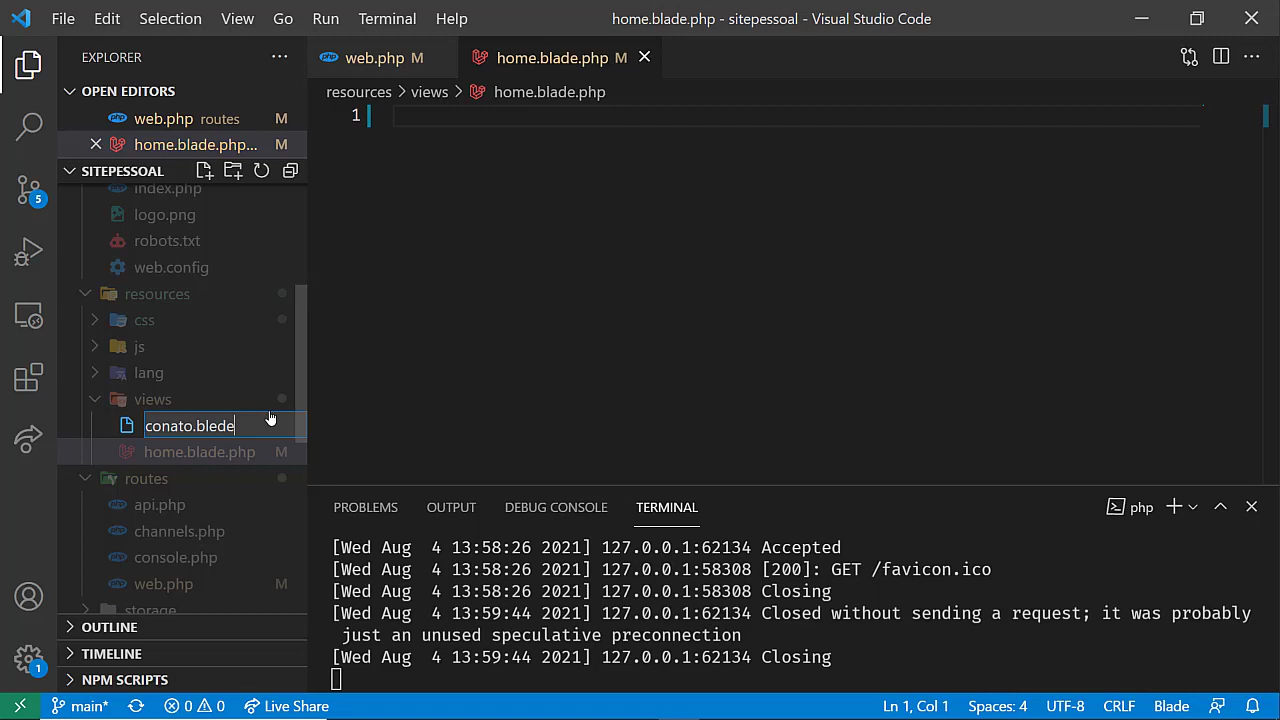 File Edit Selection View Go Run Terminal Help home.blade.php - sitepessoal - Visual Studio Code
EXPLORER
web.php M
home.blade.php M
OPEN EDITORS
resources > views > home.blade.php
web.php routes M
1
home.blade.php... M
SITEPESSOAL
index.php
5
logo.png
robots.txt
web.config
resources
css
js
lang
views
conato.blede
home.blade.php M
routes
api.php
channels.php
console.php
web.php M
storage
OUTLINE
TIMELINE
NPM SCRIPTS
1
PROBLEMS OUTPUT DEBUG CONSOLE TERMINAL php
[Wed Aug  4 13:58:26 2021] 127.0.0.1:62134 Accepted
[Wed Aug  4 13:58:26 2021] 127.0.0.1:58308 [200]: GET /favicon.ico
[Wed Aug  4 13:58:26 2021] 127.0.0.1:58308 Closing
[Wed Aug  4 13:59:44 2021] 127.0.0.1:62134 Closed without sending a request; it was probably
just an unused speculative preconnection
[Wed Aug  4 13:59:44 2021] 127.0.0.1:62134 Closing
main* 0 0 Live Share Ln 1, Col 1 Spaces: 4 UTF-8 CRLF Blade